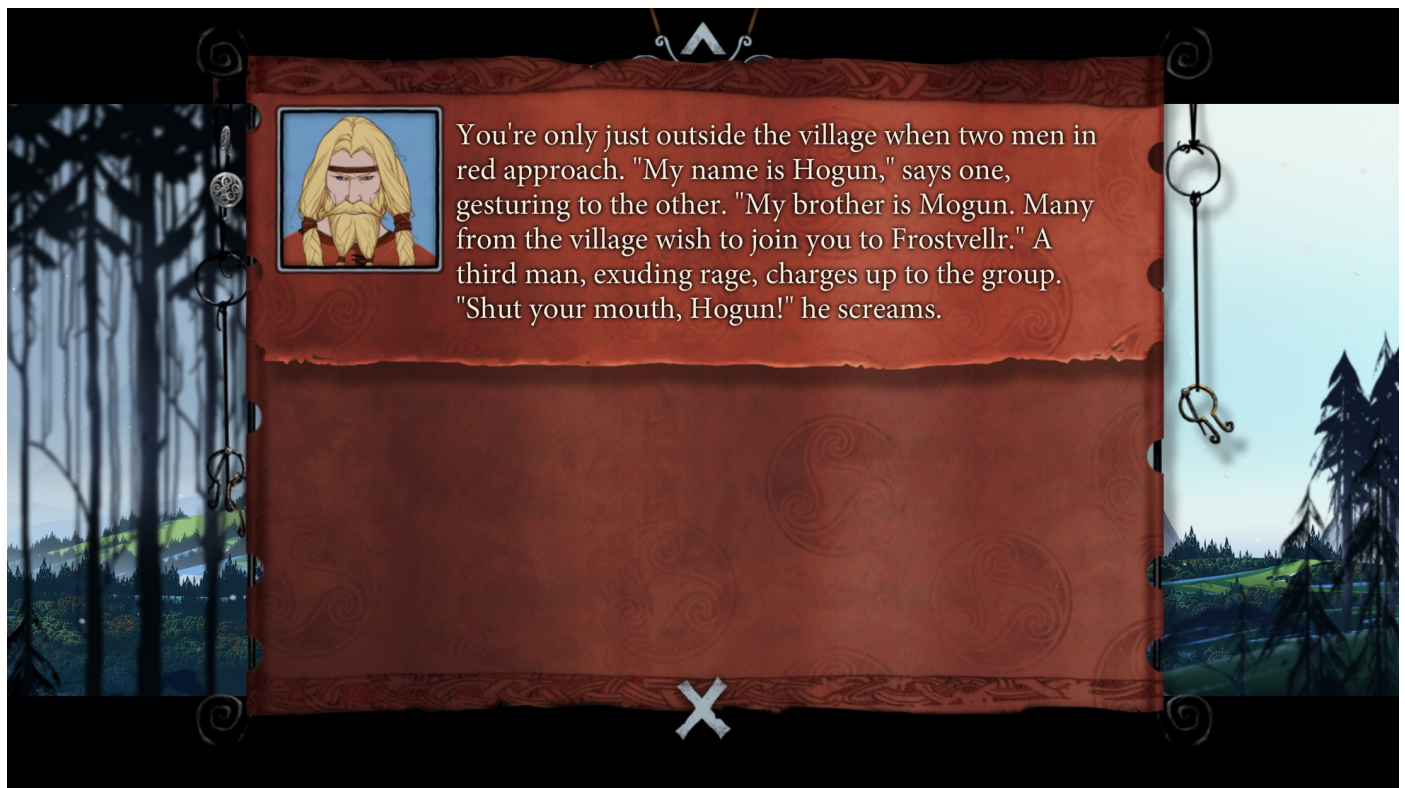 You're only just outside the village when two men in
red approach. "My name is Hogun," says one,
gesturing to the other. "My brother is Mogun. Many
from the village wish to join you to Frostvellr." A
third man, exuding rage, charges up to the group.
"Shut your mouth, Hogun!" he screams.